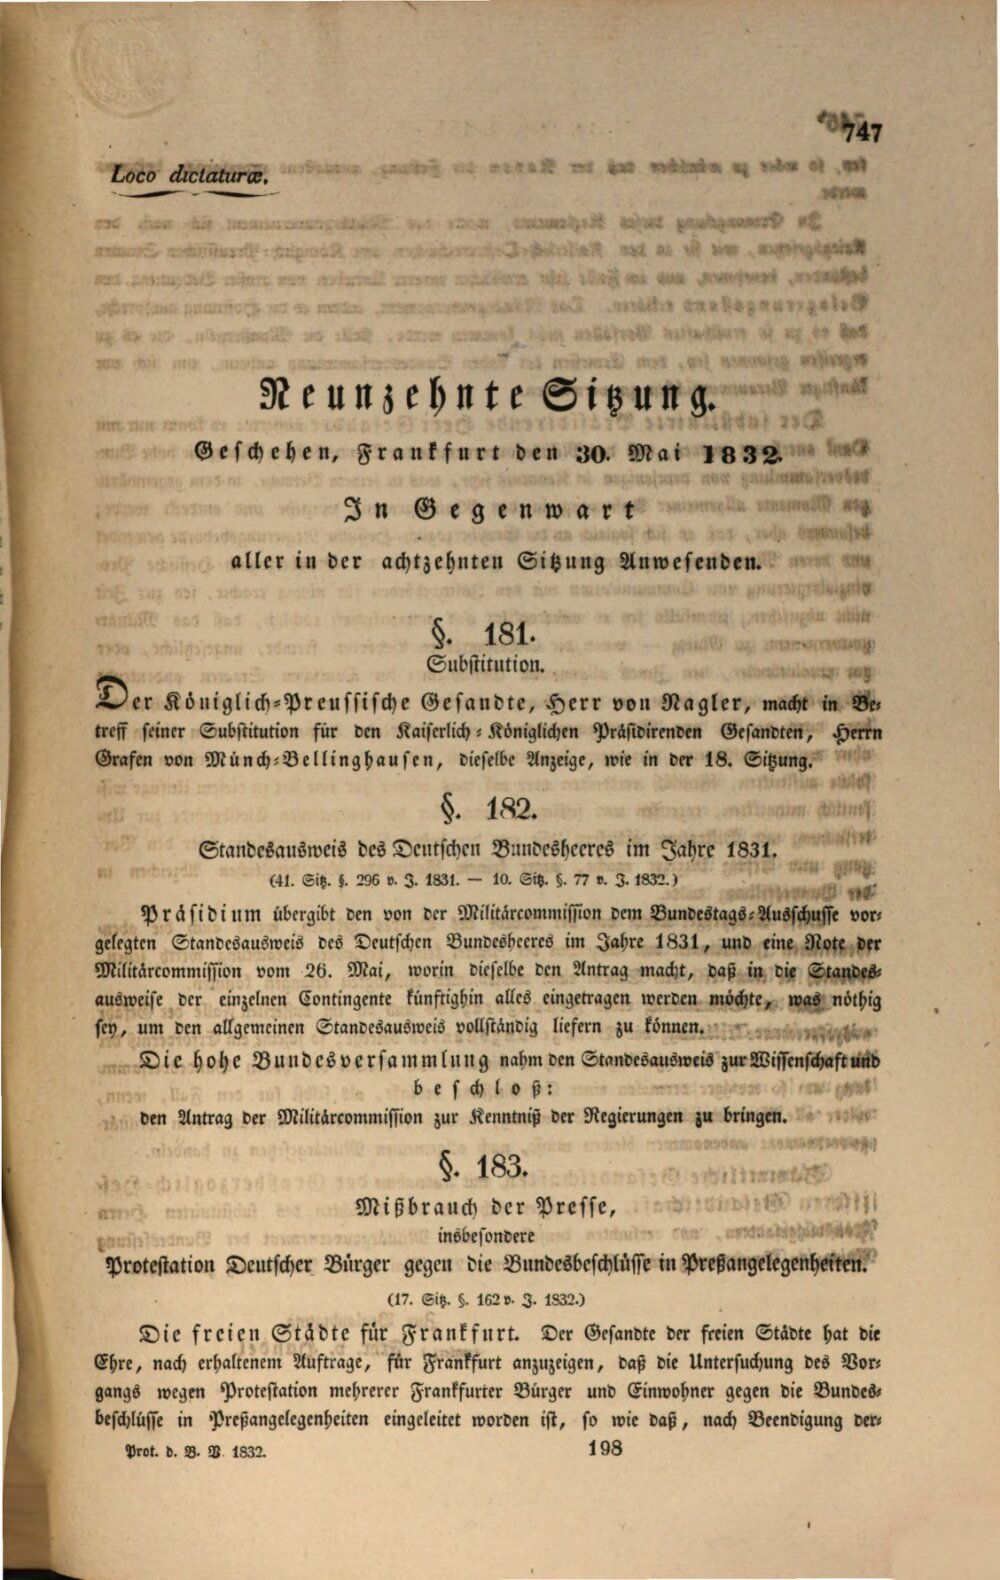 747
Loco dictaturæ.
Neunzehnte Sitzung.
Geschehen, Frankfurt den 30. Mai 1832.
In Gegenwart
aller in der achtzehnten Sitzung Anwesenden.
§. 181.
Substitution.
Der Königlich-Preussische Gesandte, Herr von Nagler, macht in Be-
treff seiner Substitution für den Kaiserlich-Königlichen Präsidirenden Gesandten, Herrn
Grafen von Münch-Bellinghausen, dieselbe Anzeige, wie in der 18. Sitzung.
§. 182.
Standesausweis des Deutschen Bundesheeres im Jahre 1831.
(41. Sitz. §. 296 v. J. 1831. — 10. Sitz. §. 77 v. J. 1832.)
Präsidium übergibt den von der Militärcommission dem Bundestags-Ausschusse vor-
gelegten Standesausweis des Deutschen Bundesheeres im Jahre 1831, und eine Note der
Militärcommission vom 26. Mai, worin dieselbe den Antrag macht, daß in die Standes-
ausweise der einzelnen Contingente künftighin alles eingetragen werden möchte, was nöthig
sey, um den allgemeinen Standesausweis vollständig liefern zu können.
Die hohe Bundesversammlung nahm den Standesausweis zur Wissenschaft und
beschloß:
den Antrag der Militärcommission zur Kenntniß der Regierungen zu bringen.
§. 183.
Mißbrauch der Presse,
insbesondere
Protestation Deutscher Bürger gegen die Bundesbeschlüsse in Preßangelegenheiten.
(17. Sitz. §. 162 v. J. 1832.)
Die freien Städte für Frankfurt. Der Gesandte der freien Städte hat die
Ehre, nach erhaltenem Auftrage, für Frankfurt anzuzeigen, daß die Untersuchung des Vor-
gangs wegen Protestation mehrerer Frankfurter Bürger und Einwohner gegen die Bundes-
beschlüsse in Preßangelegenheiten eingeleitet worden ist, so wie daß, nach Beendigung der-
Prot. d. B. V. 1832.
198